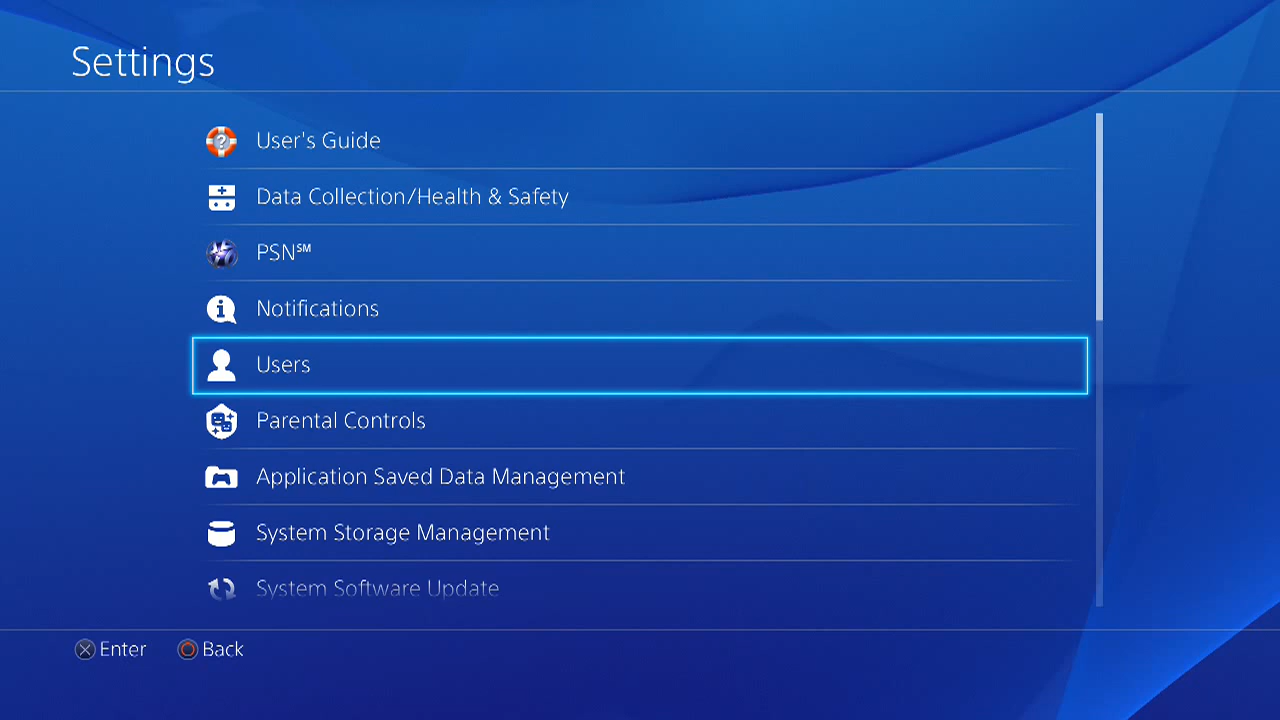 Settings
User's Guide
Data Collection/Health & Safety
PSN℠
Notifications
Users
Parental Controls
Application Saved Data Management
System Storage Management
System Software Update
Enter Back